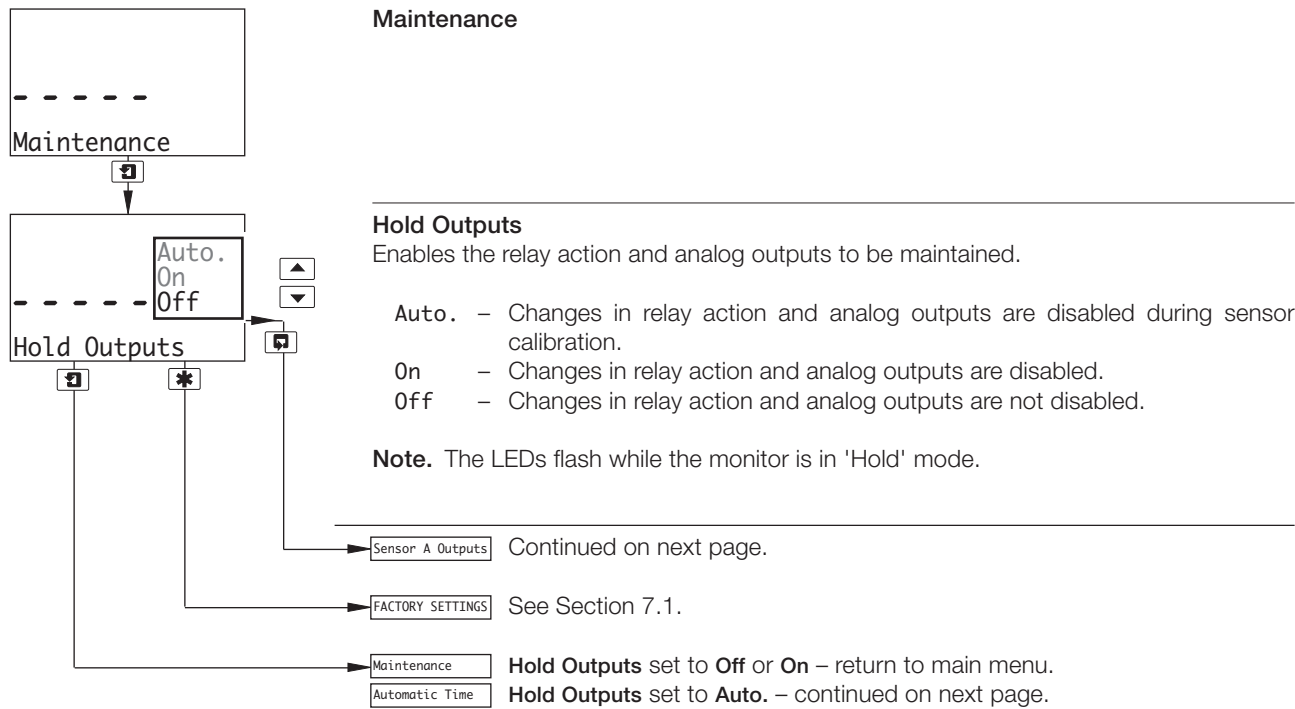 Maintenance
- - - - -
Maintenance
Hold Outputs
Enables the relay action and analog outputs to be maintained.
Auto.
On
- - - - - Off
Hold Outputs
Auto. – Changes in relay action and analog outputs are disabled during sensor
calibration.
On – Changes in relay action and analog outputs are disabled.
Off – Changes in relay action and analog outputs are not disabled.
Note. The LEDs flash while the monitor is in 'Hold' mode.
Sensor A Outputs Continued on next page.
FACTORY SETTINGS See Section 7.1.
Maintenance Hold Outputs set to Off or On – return to main menu.
Automatic Time Hold Outputs set to Auto. – continued on next page.